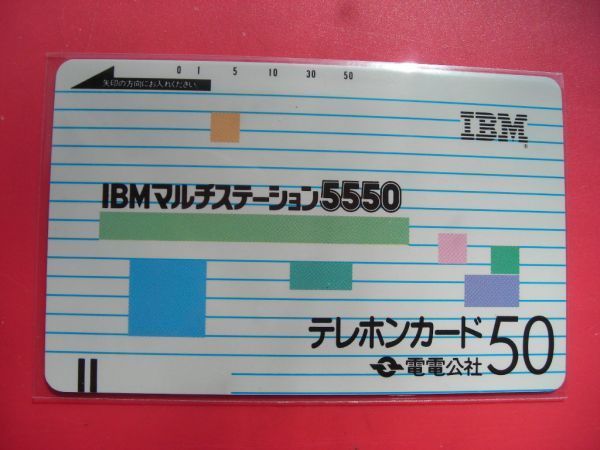 0 1 5 10 30 50
矢印の方向にお入れください
IBM®
IBMマルチステーション5550
テレホンカード50
電電公社